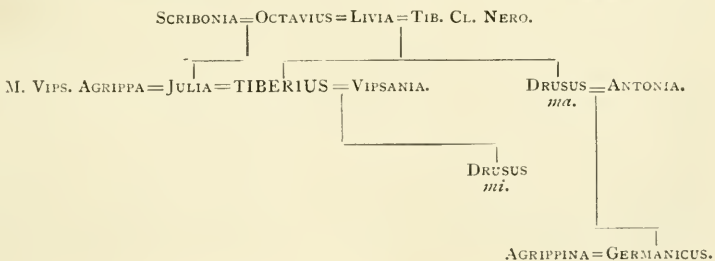 SCRIBONIA=OCTAVIUS=LIVIA=TIB. CL. NERO.
M. VIPS. AGRIPPA=JULIA=TIBERIUS=VIPSANIA. DRUSUS=ANTONIA.
ma.
DRUSUS
mi.
AGRIPPINA=GERMANICUS.